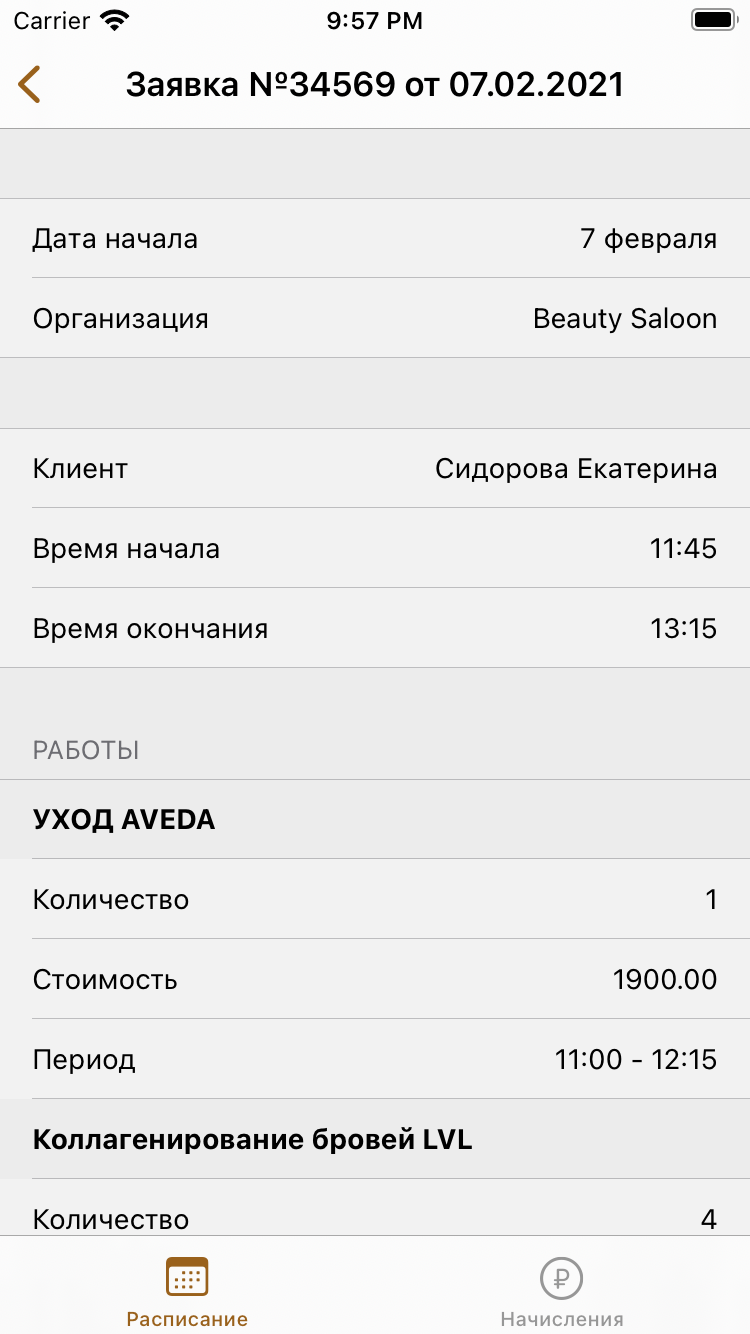 Carrier 9:57 PM
Заявка №34569 от 07.02.2021
Дата начала 7 февраля
Организация Beauty Saloon
Клиент Сидорова Екатерина
Время начала 11:45
Время окончания 13:15
РАБОТЫ
УХОД AVEDA
Количество 1
Стоимость 1900.00
Период 11:00 - 12:15
Коллагенирование бровей LVL
Количество 4
Расписание Начисления